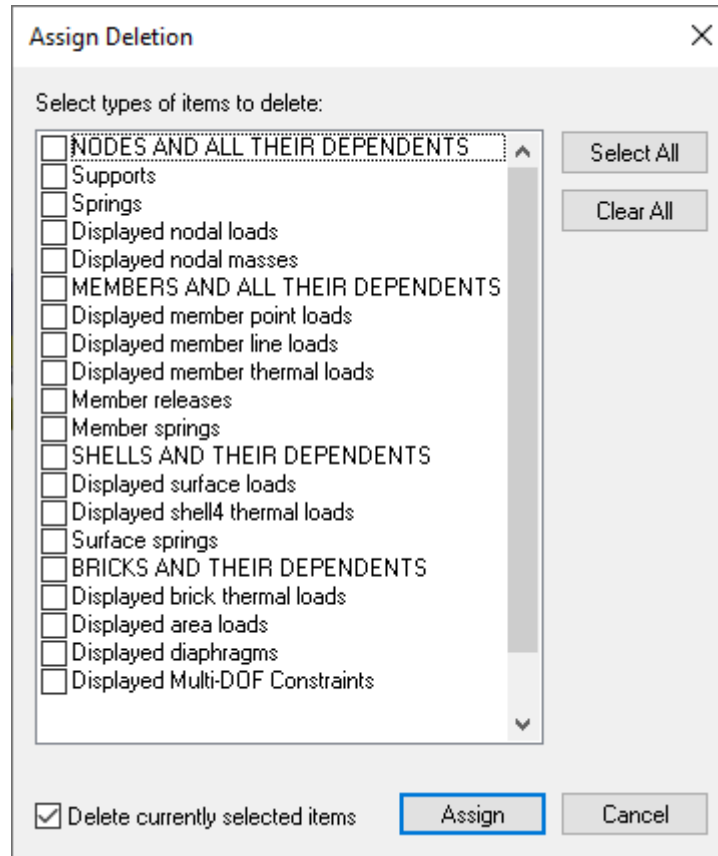 Assign Deletion
Select types of items to delete:
NODES AND ALL THEIR DEPENDENTS
Supports
Springs
Displayed nodal loads
Displayed nodal masses
MEMBERS AND ALL THEIR DEPENDENTS
Displayed member point loads
Displayed member line loads
Displayed member thermal loads
Member releases
Member springs
SHELLS AND THEIR DEPENDENTS
Displayed surface loads
Displayed shell4 thermal loads
Surface springs
BRICKS AND THEIR DEPENDENTS
Displayed brick thermal loads
Displayed area loads
Displayed diaphragms
Displayed Multi-DOF Constraints
Select All
Clear All
Delete currently selected items
Assign
Cancel